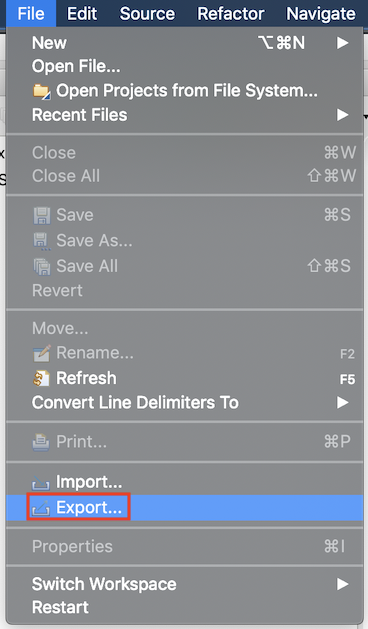 File Edit Source Refactor Navigate
New ⌥⌘N ▶
Open File...
Open Projects from File System...
Recent Files ▶
Close ⌘W
Close All ⇧⌘W
Save ⌘S
Save As...
Save All ⇧⌘S
Revert
Move...
Rename... F2
Refresh F5
Convert Line Delimiters To ▶
Print... ⌘P
Import...
Export...
Properties ⌘I
Switch Workspace ▶
Restart